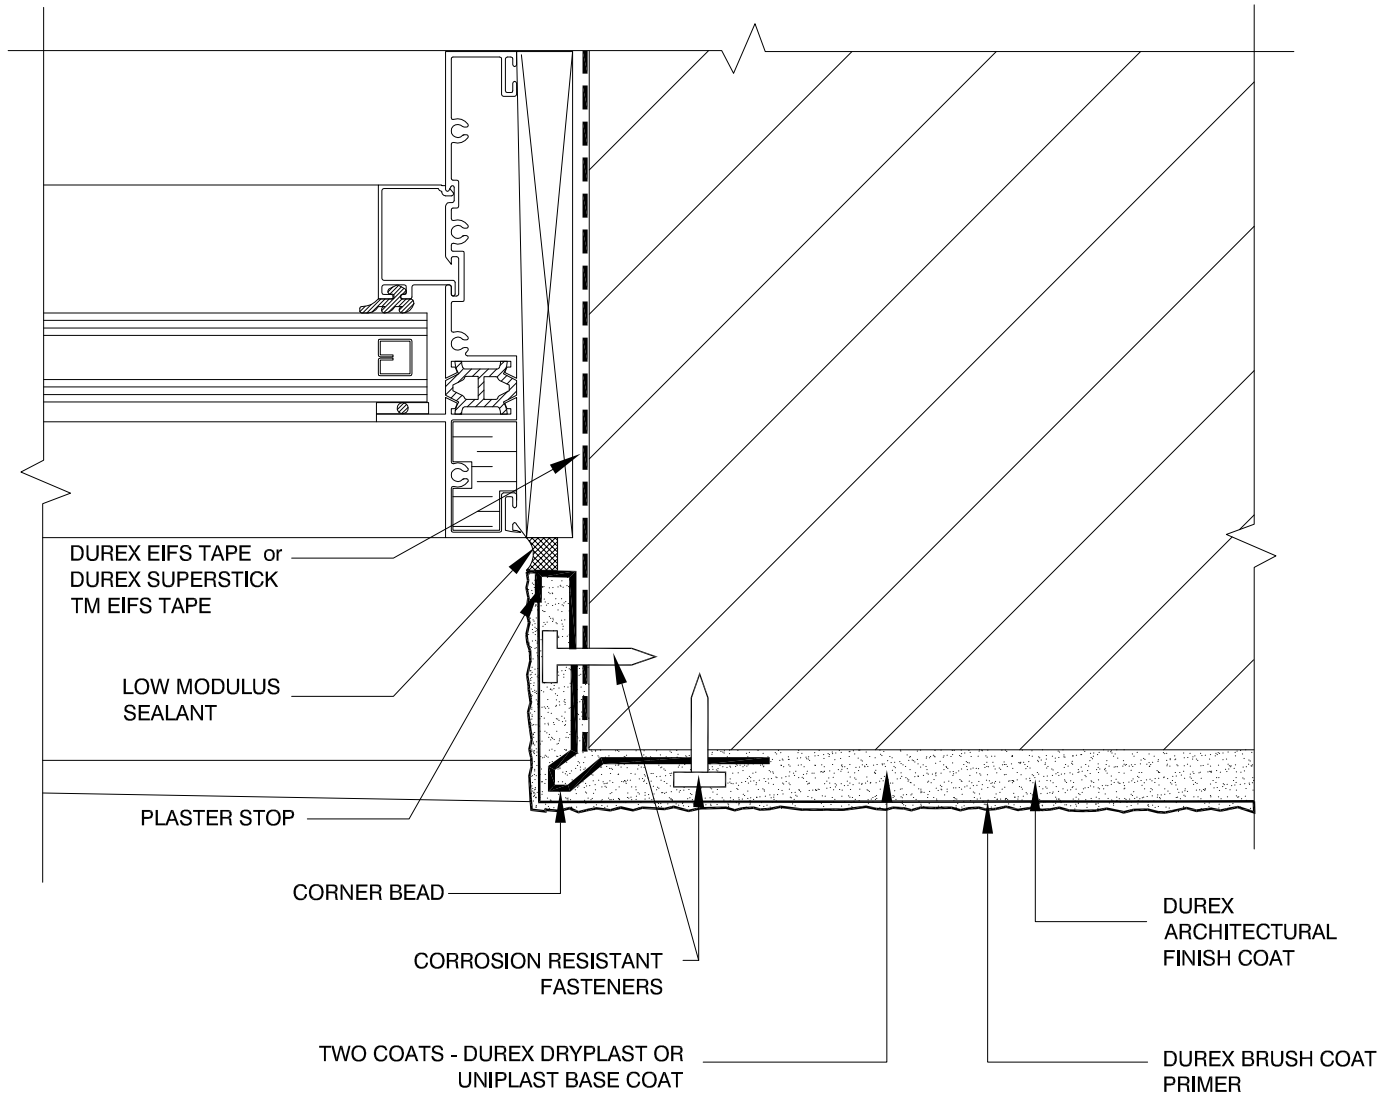 DUREX EIFS TAPE or
DUREX SUPERSTICK
TM EIFS TAPE
LOW MODULUS
SEALANT
PLASTER STOP
CORNER BEAD
CORROSION RESISTANT
FASTENERS
TWO COATS - DUREX DRYPLAST OR
UNIPLAST BASE COAT
DUREX
ARCHITECTURAL
FINISH COAT
DUREX BRUSH COAT
PRIMER